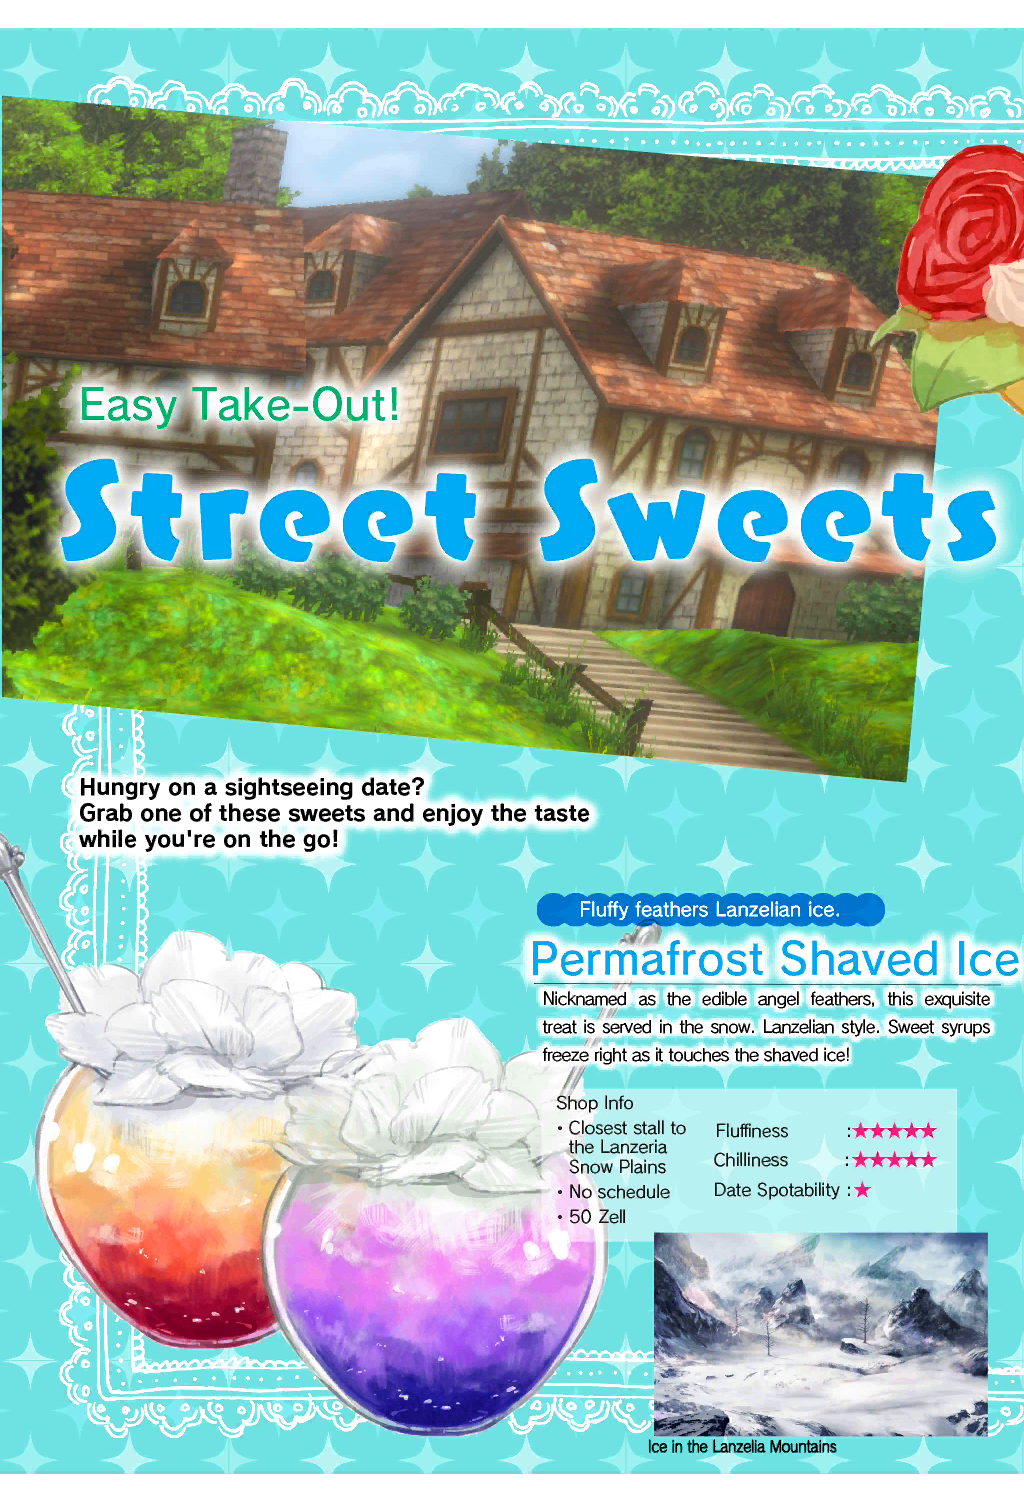 Easy Take-Out!
Street Sweets
Hungry on a sightseeing date?
Grab one of these sweets and enjoy the taste
while you're on the go!
Fluffy feathers Lanzelian ice.
Permafrost Shaved Ice
Nicknamed as the edible angel feathers, this exquisite
treat is served in the snow. Lanzelian style. Sweet syrups
freeze right as it touches the shaved ice!
Shop Info
・Closest stall to
the Lanzeria
Snow Plains
・No schedule
・50 Zell
Fluffiness :★★★★★
Chilliness :★★★★★
Date Spotability :★
Ice in the Lanzelia Mountains